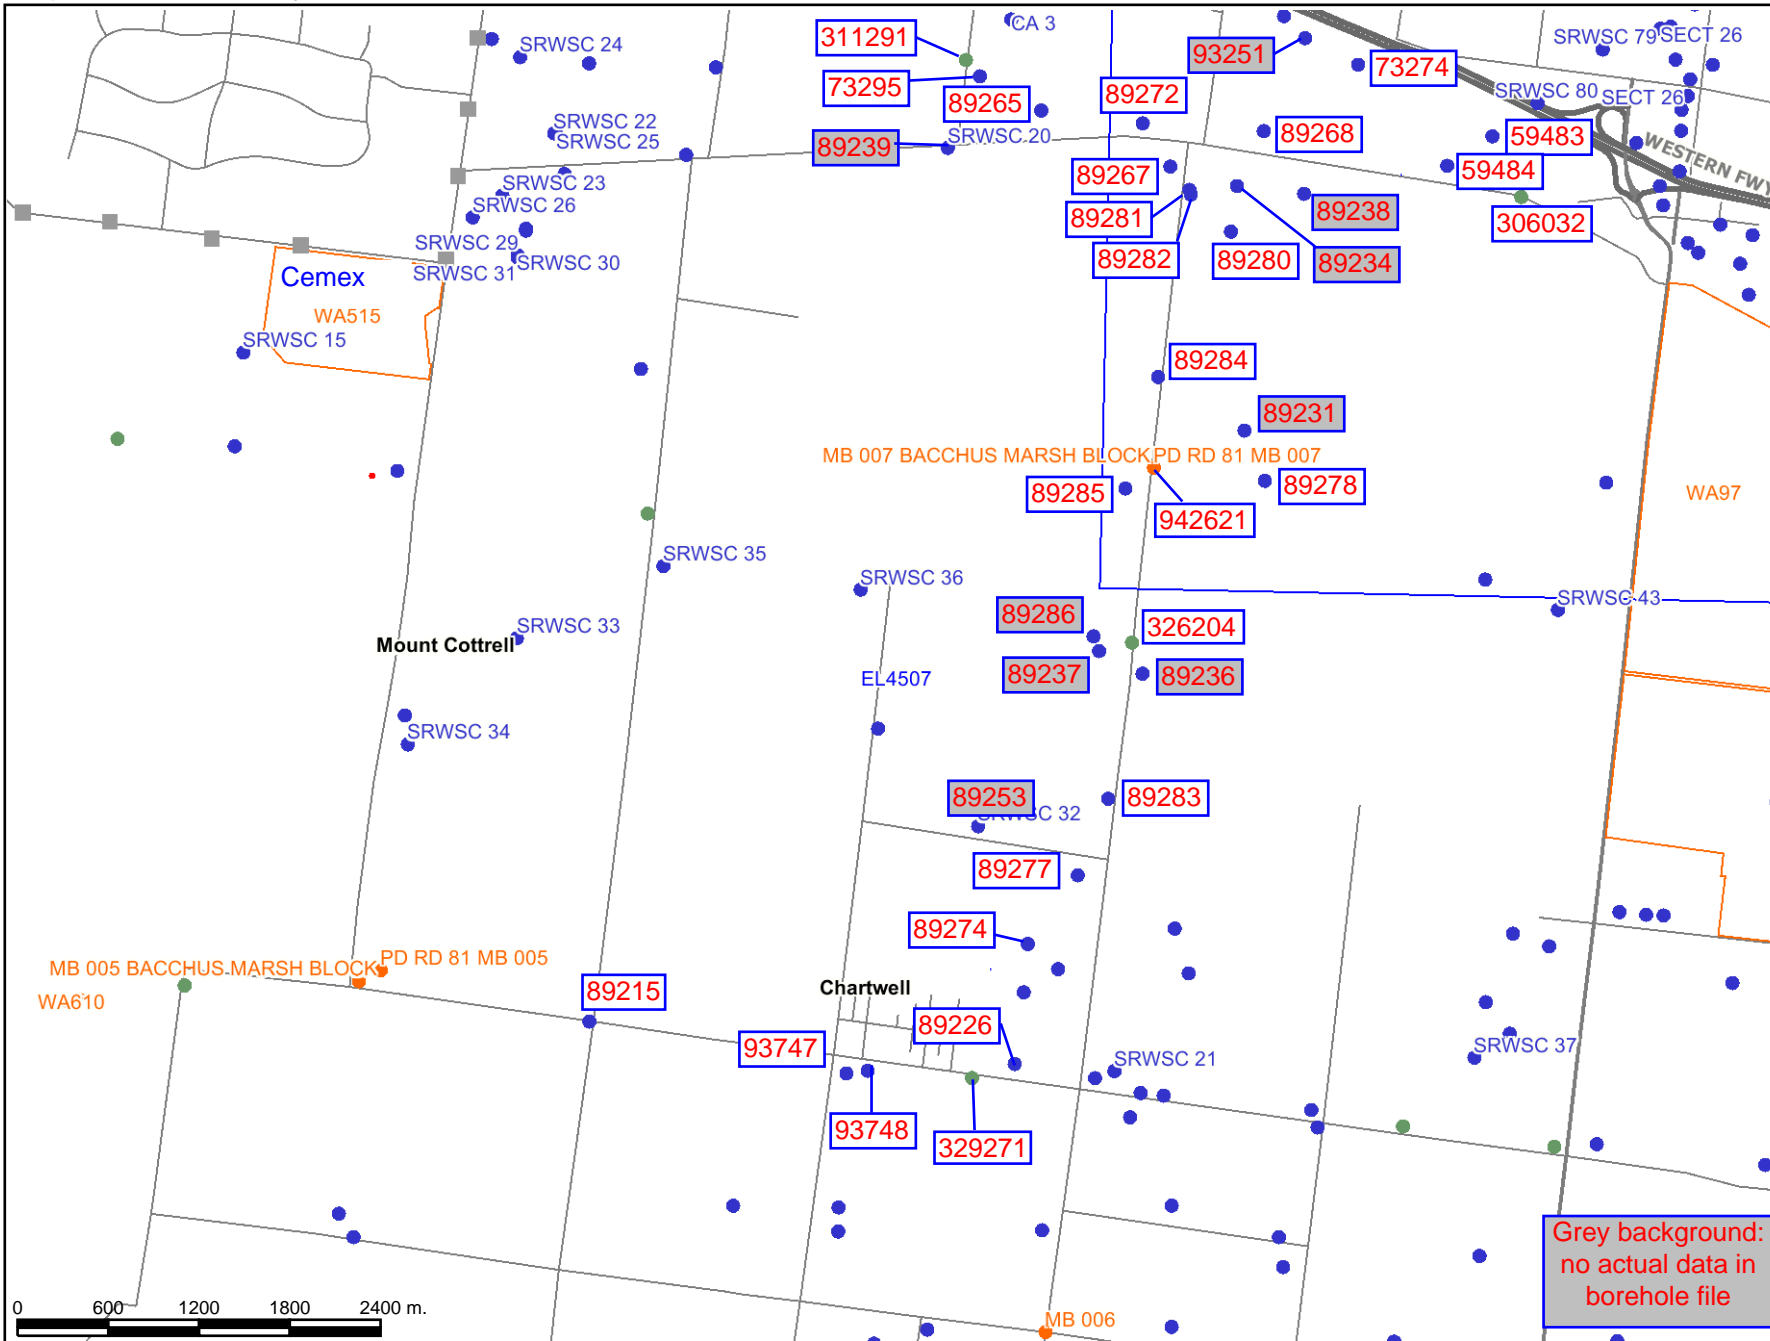 CA 3
SRWSC 24
311291
93251
SRWSC 79
SECT 26
73274
73295
89265
89272
SRWSC 80
SECT 26
SRWSC 22
SRWSC 25
89239
SRWSC 20
89268
59483
WESTERN FWY
89267
59484
SRWSC 23
SRWSC 26
89281
89238
306032
SRWSC 29
SRWSC 30
SRWSC 31
89282
89280
89234
Cemex
WA515
SRWSC 15
89284
89231
MB 007 BACCHUS MARSH BLOCK
PD RD 81 MB 007
89285
89278
WA97
942621
SRWSC 35
SRWSC 36
SRWSC 43
89286
326204
SRWSC 33
Mount Cottrell
89237
89236
EL4507
SRWSC 34
89253
89283
SRWSC 32
89277
89274
PD RD 81 MB 005
MB 005 BACCHUS MARSH BLOCK
WA610
89215
Chartwell
89226
93747
SRWSC 21
SRWSC 37
93748
329271
Grey background:
no actual data in
borehole file
0 600 1200 1800 2400 m.
MB 006